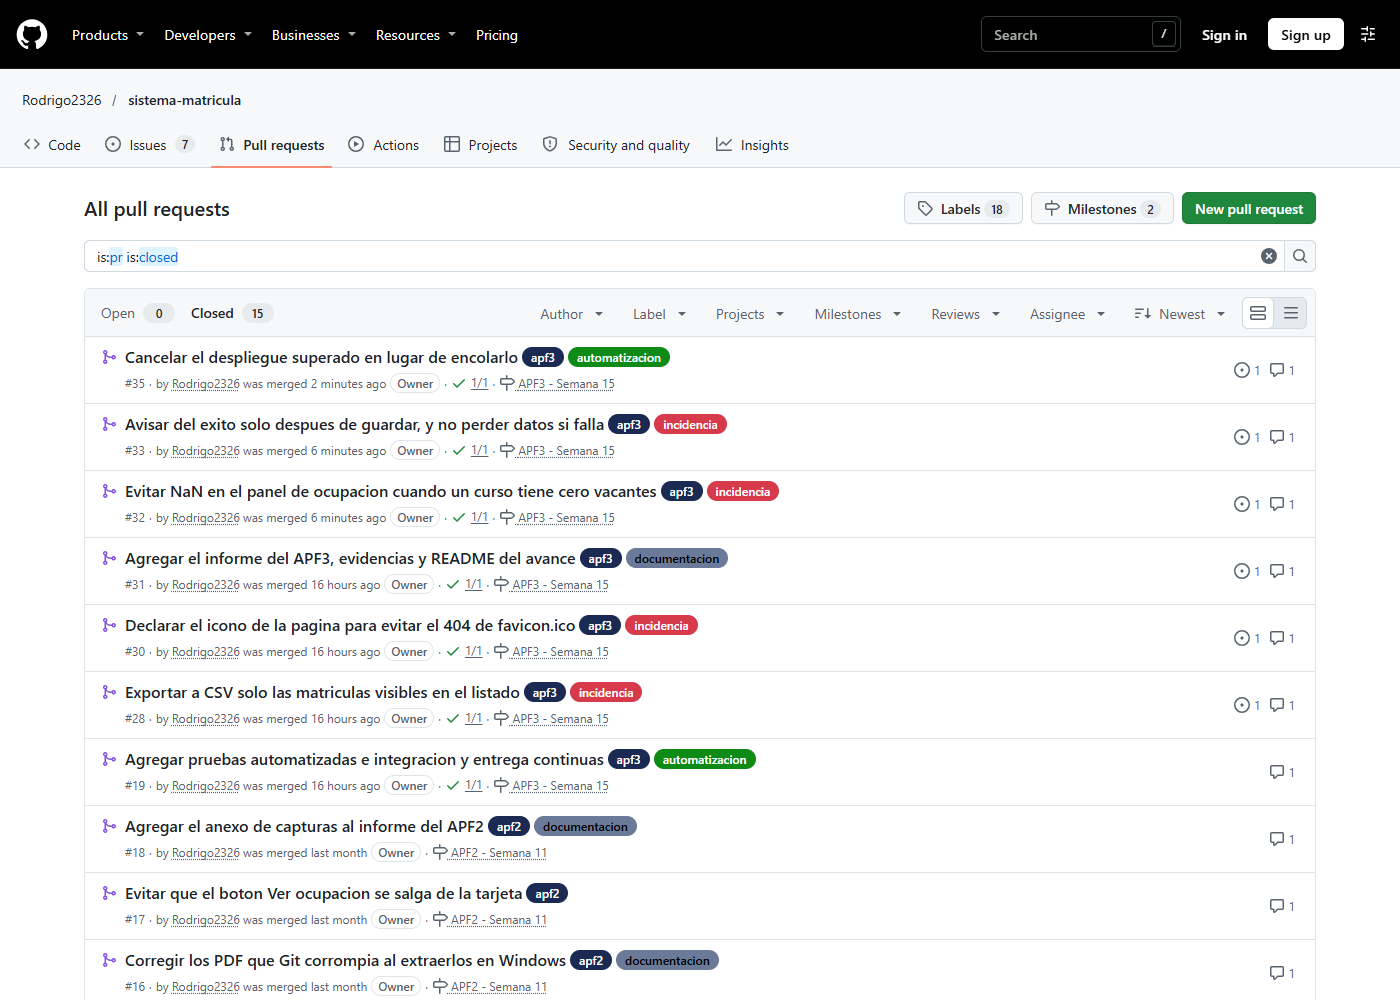 Products Developers Businesses Resources Pricing Search / Sign in Sign up
Rodrigo2326 / sistema-matricula
Code Issues 7 Pull requests Actions Projects Security and quality Insights
All pull requests Labels 18 Milestones 2 New pull request
is:pr is:closed
Open 0 Closed 15 Author Label Projects Milestones Reviews Assignee Newest
Cancelar el despliegue superado en lugar de encolarlo apf3 automatizacion
#35 · by Rodrigo2326 was merged 2 minutes ago Owner · 1/1 · APF3 - Semana 15 1 1
Avisar del exito solo despues de guardar, y no perder datos si falla apf3 incidencia
#33 · by Rodrigo2326 was merged 6 minutes ago Owner · 1/1 · APF3 - Semana 15 1 1
Evitar NaN en el panel de ocupacion cuando un curso tiene cero vacantes apf3 incidencia
#32 · by Rodrigo2326 was merged 6 minutes ago Owner · 1/1 · APF3 - Semana 15 1 1
Agregar el informe del APF3, evidencias y README del avance apf3 documentacion
#31 · by Rodrigo2326 was merged 16 hours ago Owner · 1/1 · APF3 - Semana 15 1 1
Declarar el icono de la pagina para evitar el 404 de favicon.ico apf3 incidencia
#30 · by Rodrigo2326 was merged 16 hours ago Owner · 1/1 · APF3 - Semana 15 1 1
Exportar a CSV solo las matriculas visibles en el listado apf3 incidencia
#28 · by Rodrigo2326 was merged 16 hours ago Owner · 1/1 · APF3 - Semana 15 1 1
Agregar pruebas automatizadas e integracion y entrega continuas apf3 automatizacion
#19 · by Rodrigo2326 was merged 16 hours ago Owner · 1/1 · APF3 - Semana 15 1
Agregar el anexo de capturas al informe del APF2 apf2 documentacion
#18 · by Rodrigo2326 was merged last month Owner · APF2 - Semana 11 1
Evitar que el boton Ver ocupacion se salga de la tarjeta apf2
#17 · by Rodrigo2326 was merged last month Owner · APF2 - Semana 11 1
Corregir los PDF que Git corrompia al extraerlos en Windows apf2 documentacion
#16 · by Rodrigo2326 was merged last month Owner · APF2 - Semana 11 1